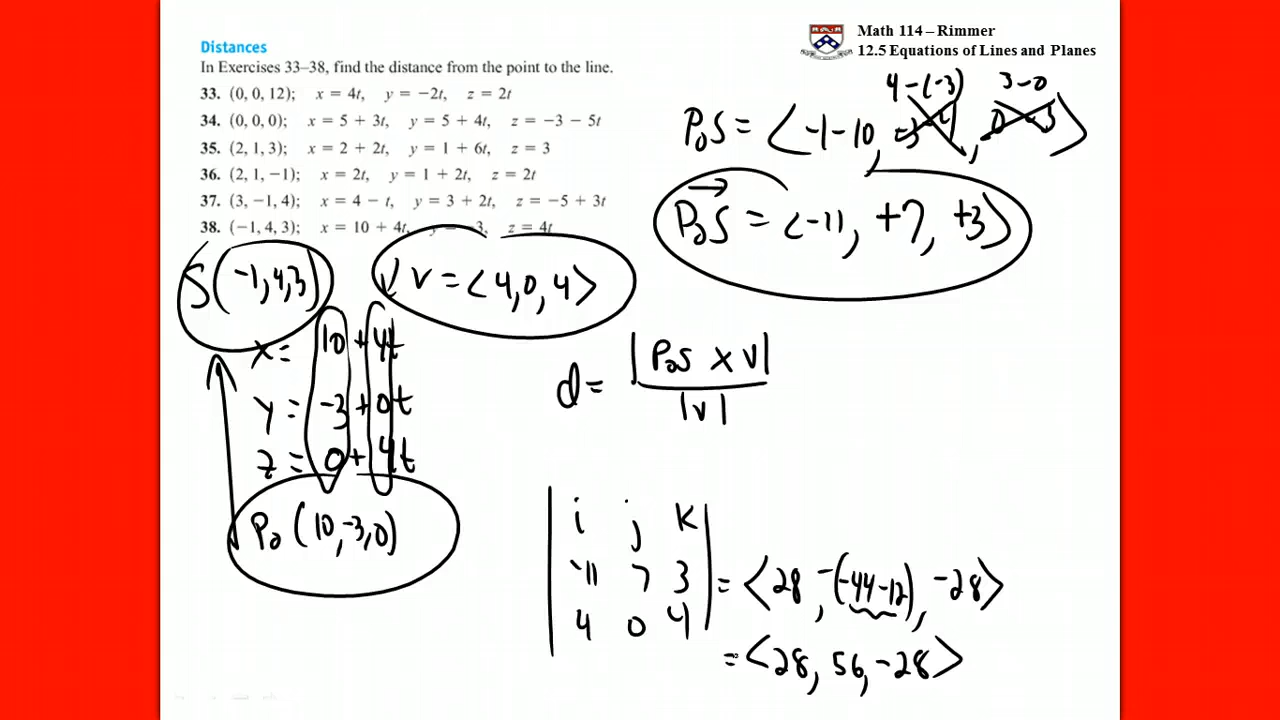 Math 114 – Rimmer
12.5 Equations of Lines and Planes
Distances
In Exercises 33–38, find the distance from the point to the line.
33. (0, 0, 12); x = 4t, y = −2t, z = 2t
34. (0, 0, 0); x = 5 + 3t, y = 5 + 4t, z = −3 − 5t
35. (2, 1, 3); x = 2 + 2t, y = 1 + 6t, z = 3
36. (2, 1, −1); x = 2t, y = 1 + 2t, z = 2t
37. (3, −1, 4); x = 4 − t, y = 3 + 2t, z = −5 + 3t
38. (−1, 4, 3); x = 10 + 4t, y = −3, z = 4t
4-(-3) 3-0
P₀S = <-1-10, , >
P₀S = <-11, +7, +3>
S(-1,4,3)
v = <4,0,4>
x = 10 + 4t
y = -3 + 0t
z = 0 + 4t
P₀(10,-3,0)
d = |P₀S × v|
|v|
i j k
-11 7 3 = <28, -(-44-12), -28>
4 0 4
= <28, 56, -28>